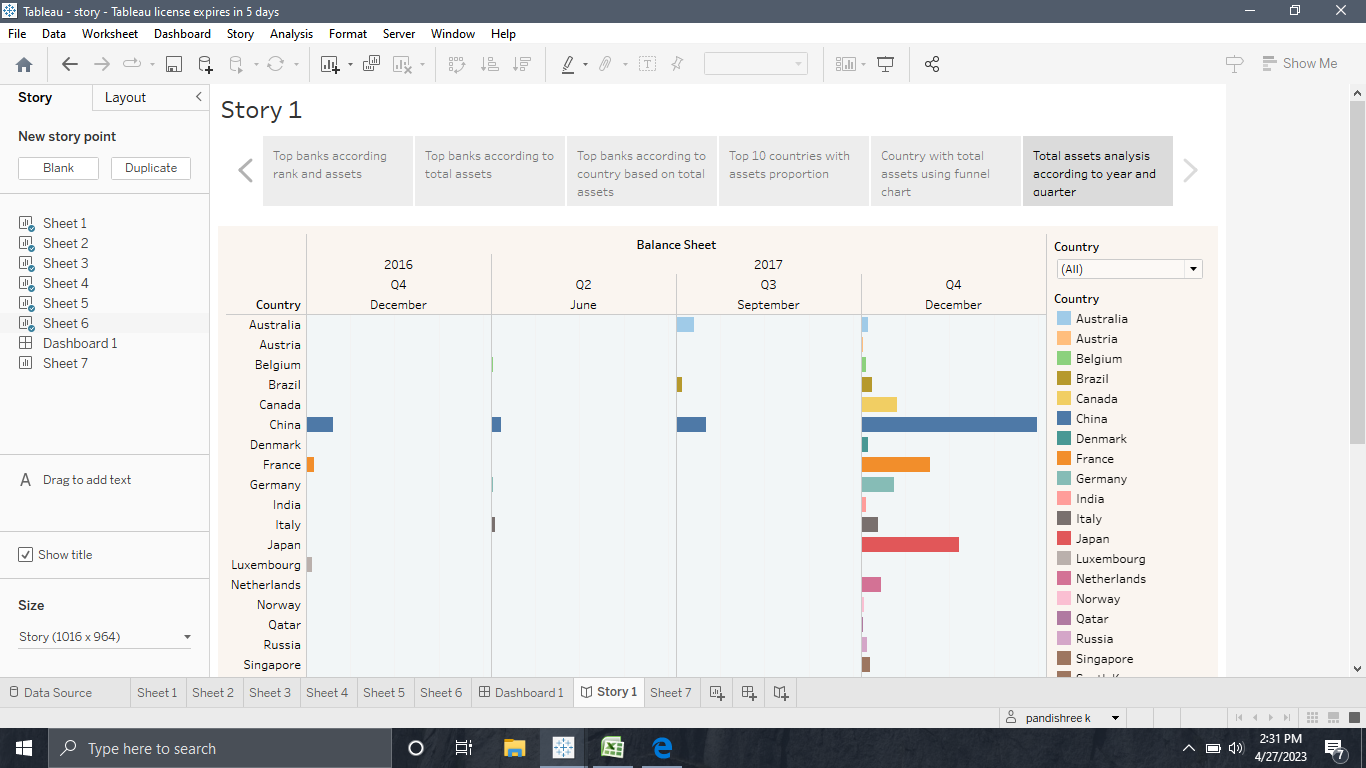 Tableau - story - Tableau license expires in 5 days
File Data Worksheet Dashboard Story Analysis Format Server Window Help
Show Me
Story Layout
New story point
Blank Duplicate
Sheet 1
Sheet 2
Sheet 3
Sheet 4
Sheet 5
Sheet 6
Dashboard 1
Sheet 7
A Drag to add text
Show title
Size
Story (1016 x 964)
Story 1
Top banks according
rank and assets
Top banks according to
total assets
Top banks according to
country based on total
assets
Top 10 countries with
assets proportion
Country with total
assets using funnel
chart
Total assets analysis
according to year and
quarter
Balance Sheet
2016 2017
Q4 Q2 Q3 Q4
Country December June September December
Australia
Austria
Belgium
Brazil
Canada
China
Denmark
France
Germany
India
Italy
Japan
Luxembourg
Netherlands
Norway
Qatar
Russia
Singapore
Country
(All)
Country
Australia
Austria
Belgium
Brazil
Canada
China
Denmark
France
Germany
India
Italy
Japan
Luxembourg
Netherlands
Norway
Qatar
Russia
Singapore
Data Source Sheet 1 Sheet 2 Sheet 3 Sheet 4 Sheet 5 Sheet 6 Dashboard 1 Story 1 Sheet 7
pandishree k
Type here to search
2:31 PM
4/27/2023
7